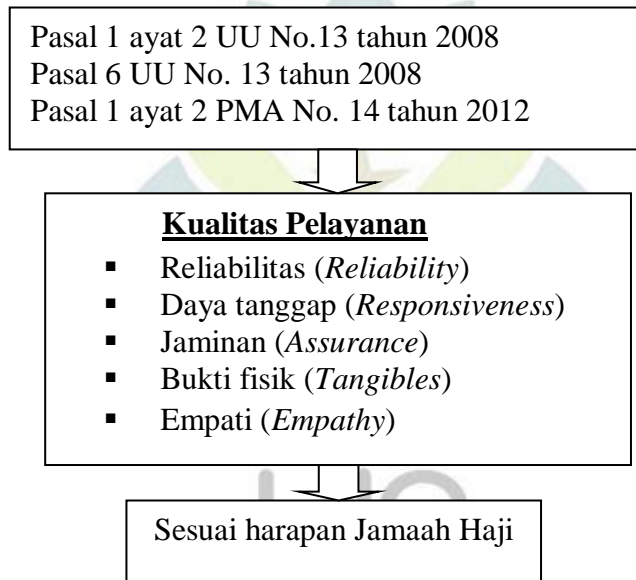 Pasal 1 ayat 2 UU No.13 tahun 2008
Pasal 6 UU No. 13 tahun 2008
Pasal 1 ayat 2 PMA No. 14 tahun 2012
Kualitas Pelayanan
▪ Reliabilitas (Reliability)
▪ Daya tanggap (Responsiveness)
▪ Jaminan (Assurance)
▪ Bukti fisik (Tangibles)
▪ Empati (Empathy)
Sesuai harapan Jamaah Haji